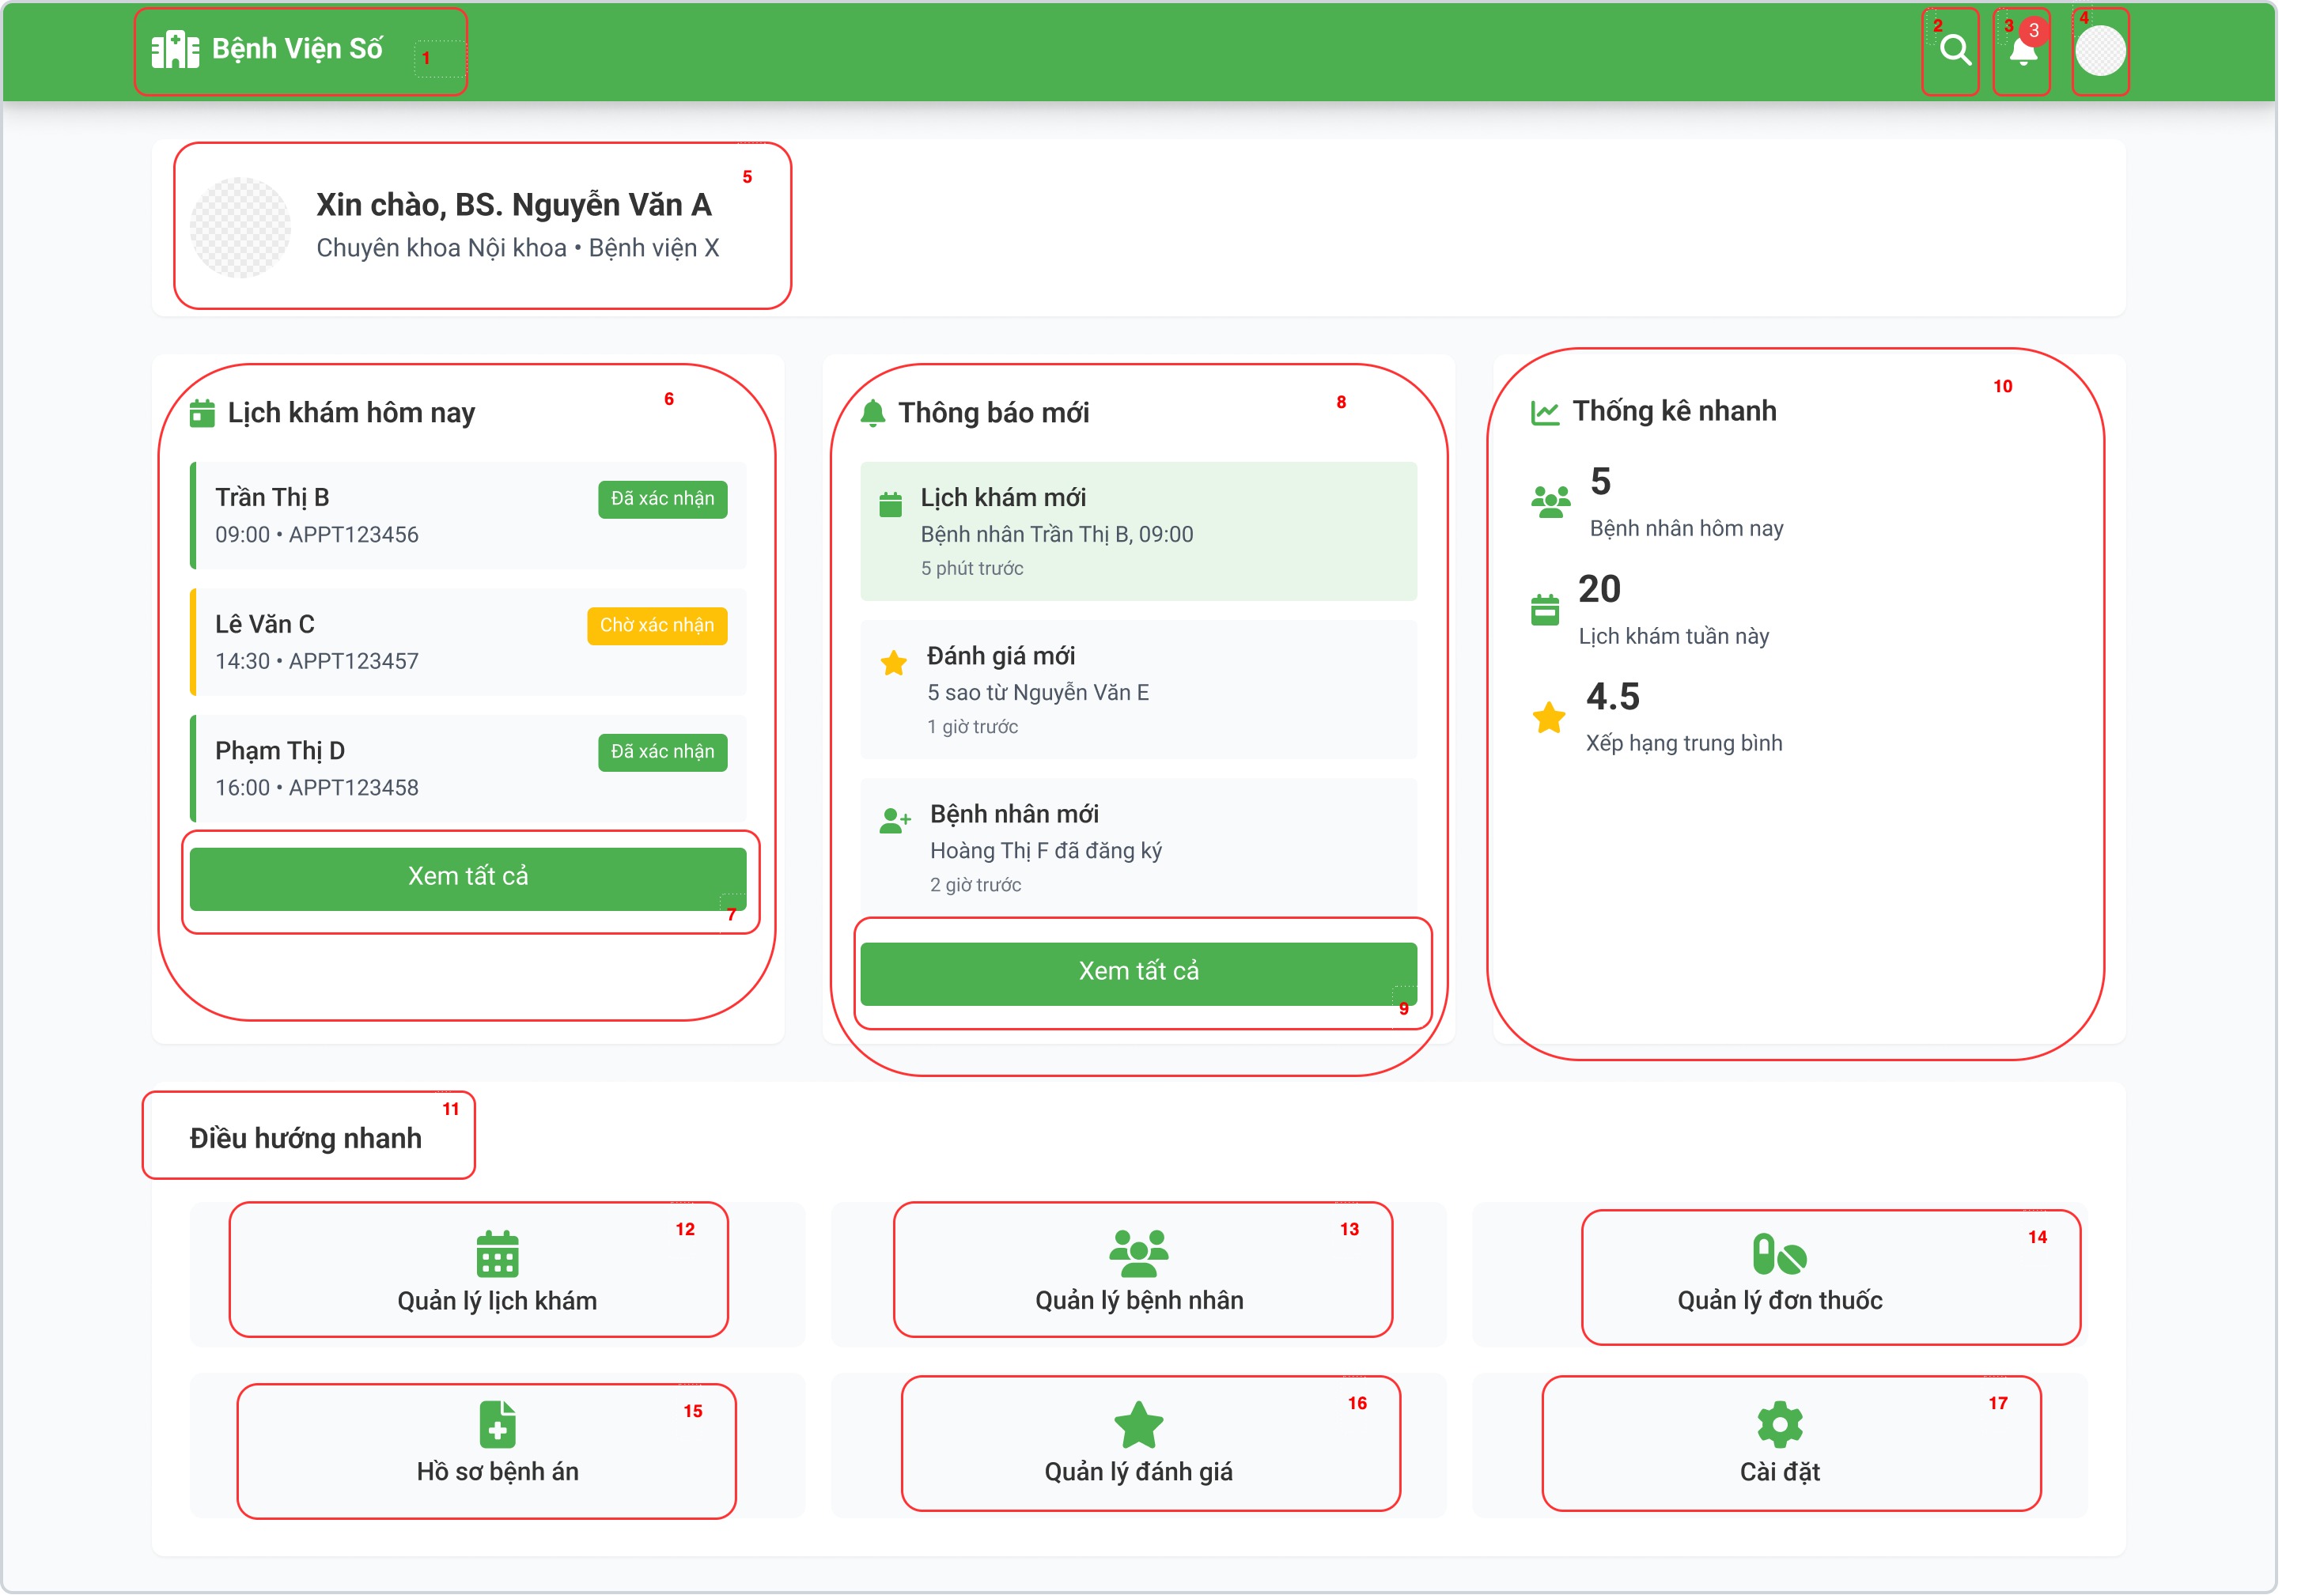 Bệnh Viện Số
1
2
3
3
4
5
Xin chào, BS. Nguyễn Văn A
Chuyên khoa Nội khoa • Bệnh viện X
6
Lịch khám hôm nay
Trần Thị B
Đã xác nhận
09:00 • APPT123456
Lê Văn C
Chờ xác nhận
14:30 • APPT123457
Phạm Thị D
Đã xác nhận
16:00 • APPT123458
Xem tất cả
7
8
Thông báo mới
Lịch khám mới
Bệnh nhân Trần Thị B, 09:00
5 phút trước
Đánh giá mới
5 sao từ Nguyễn Văn E
1 giờ trước
Bệnh nhân mới
Hoàng Thị F đã đăng ký
2 giờ trước
Xem tất cả
9
10
Thống kê nhanh
5
Bệnh nhân hôm nay
20
Lịch khám tuần này
4.5
Xếp hạng trung bình
11
Điều hướng nhanh
12
Quản lý lịch khám
13
Quản lý bệnh nhân
14
Quản lý đơn thuốc
15
Hồ sơ bệnh án
16
Quản lý đánh giá
17
Cài đặt